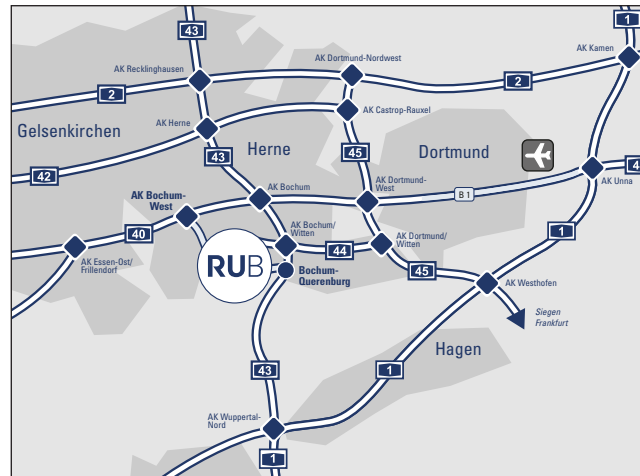 43
1
AK Kamen
AK Dortmund-Nordwest
AK Recklinghausen
2
2
AK Castrop-Rauxel
Gelsenkirchen
AK Herne
43
Herne
45
Dortmund
42
AK Dortmund-
West
AK Bochum
B 1
4
AK Unna
AK Bochum-
West
40
AK Bochum/
Witten
44
AK Dortmund/
Witten
1
AK Essen-Ost/
Frillendorf
RUB
Bochum-
Querenburg
45
AK Westhofen
Siegen
Frankfurt
Hagen
43
1
AK Wuppertal-
Nord
1